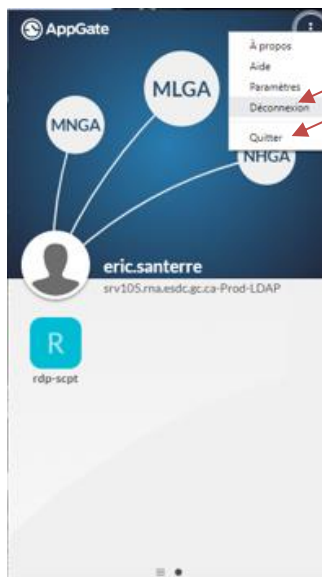 AppGate
À propos
Aide
Paramètres
Déconnexion
Quitter
MLGA
MNGA
NHGA
eric.santerre
srv105.rna.esdc.gc.ca-Prod-LDAP
R
rdp-scpt